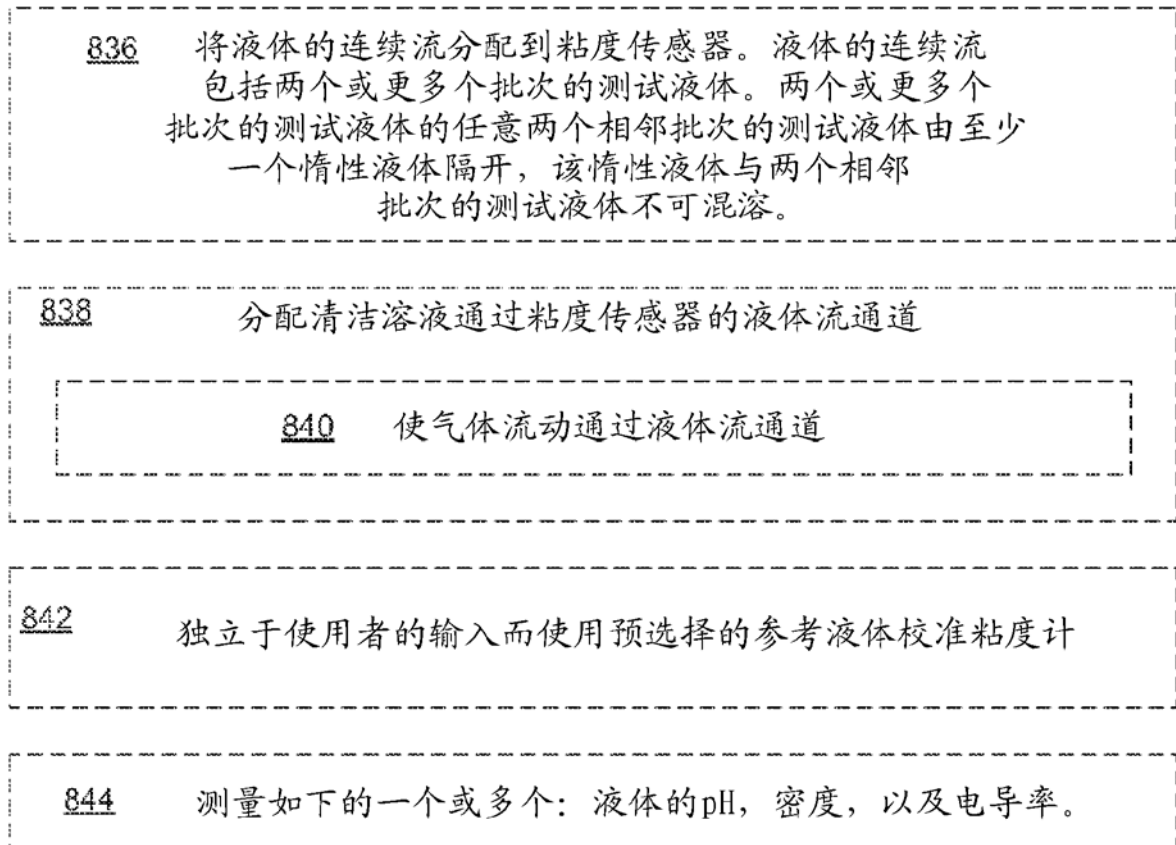 836 将液体的连续流分配到粘度传感器。液体的连续流
包括两个或更多个批次的测试液体。两个或更多个
批次的测试液体的任意两个相邻批次的测试液体由至少
一个惰性液体隔开，该惰性液体与两个相邻
批次的测试液体不可混溶。
838 分配清洁溶液通过粘度传感器的液体流通道
840 使气体流动通过液体流通道
842 独立于使用者的输入而使用预选择的参考液体校准粘度计
844 测量如下的一个或多个：液体的pH，密度，以及电导率。